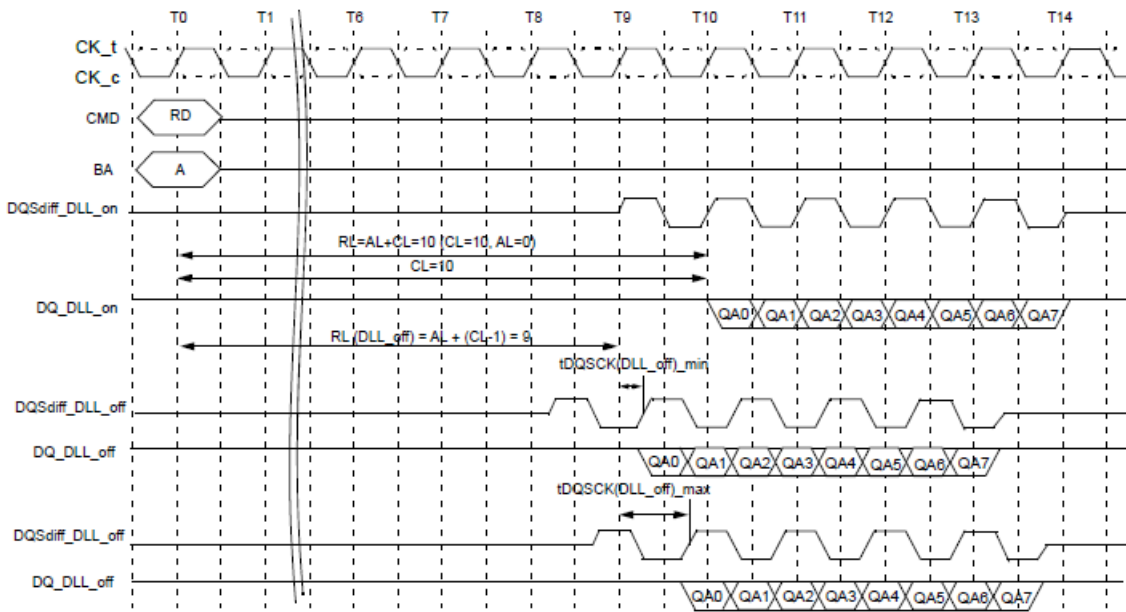 T0 T1 T6 T7 T8 T9 T10 T11 T12 T13 T14
CK_t
CK_c
CMD RD
BA A
DQSdiff_DLL_on
RL=AL+CL=10 (CL=10, AL=0)
CL=10
DQ_DLL_on QA0 QA1 QA2 QA3 QA4 QA5 QA6 QA7
RL (DLL_off) = AL + (CL-1) = 9
tDQSCK(DLL_off)_min
DQSdiff_DLL_off
DQ_DLL_off QA0 QA1 QA2 QA3 QA4 QA5 QA6 QA7
tDQSCK(DLL_off)_max
DQSdiff_DLL_off
DQ_DLL_off QA0 QA1 QA2 QA3 QA4 QA5 QA6 QA7